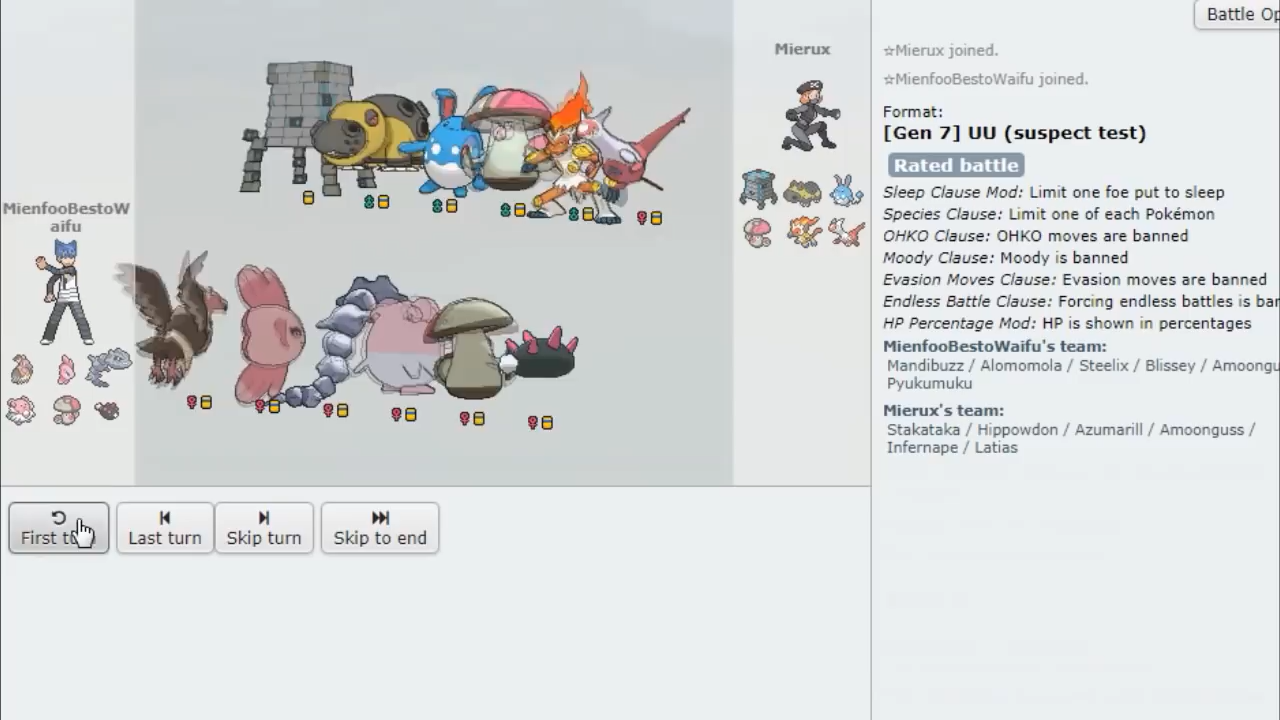 Battle Op
Mierux
☆Mierux joined.
☆MienfooBestoWaifu joined.
Format:
[Gen 7] UU (suspect test)
Rated battle
Sleep Clause Mod: Limit one foe put to sleep
Species Clause: Limit one of each Pokémon
OHKO Clause: OHKO moves are banned
Moody Clause: Moody is banned
Evasion Moves Clause: Evasion moves are banned
Endless Battle Clause: Forcing endless battles is ban
HP Percentage Mod: HP is shown in percentages
MienfooBestoWaifu's team:
Mandibuzz / Alomomola / Steelix / Blissey / Amoongu
Pyukumuku
Mierux's team:
Stakataka / Hippowdon / Azumarill / Amoonguss /
Infernape / Latias
MienfooBestoW
aifu
First
Last turn
Skip turn
Skip to end